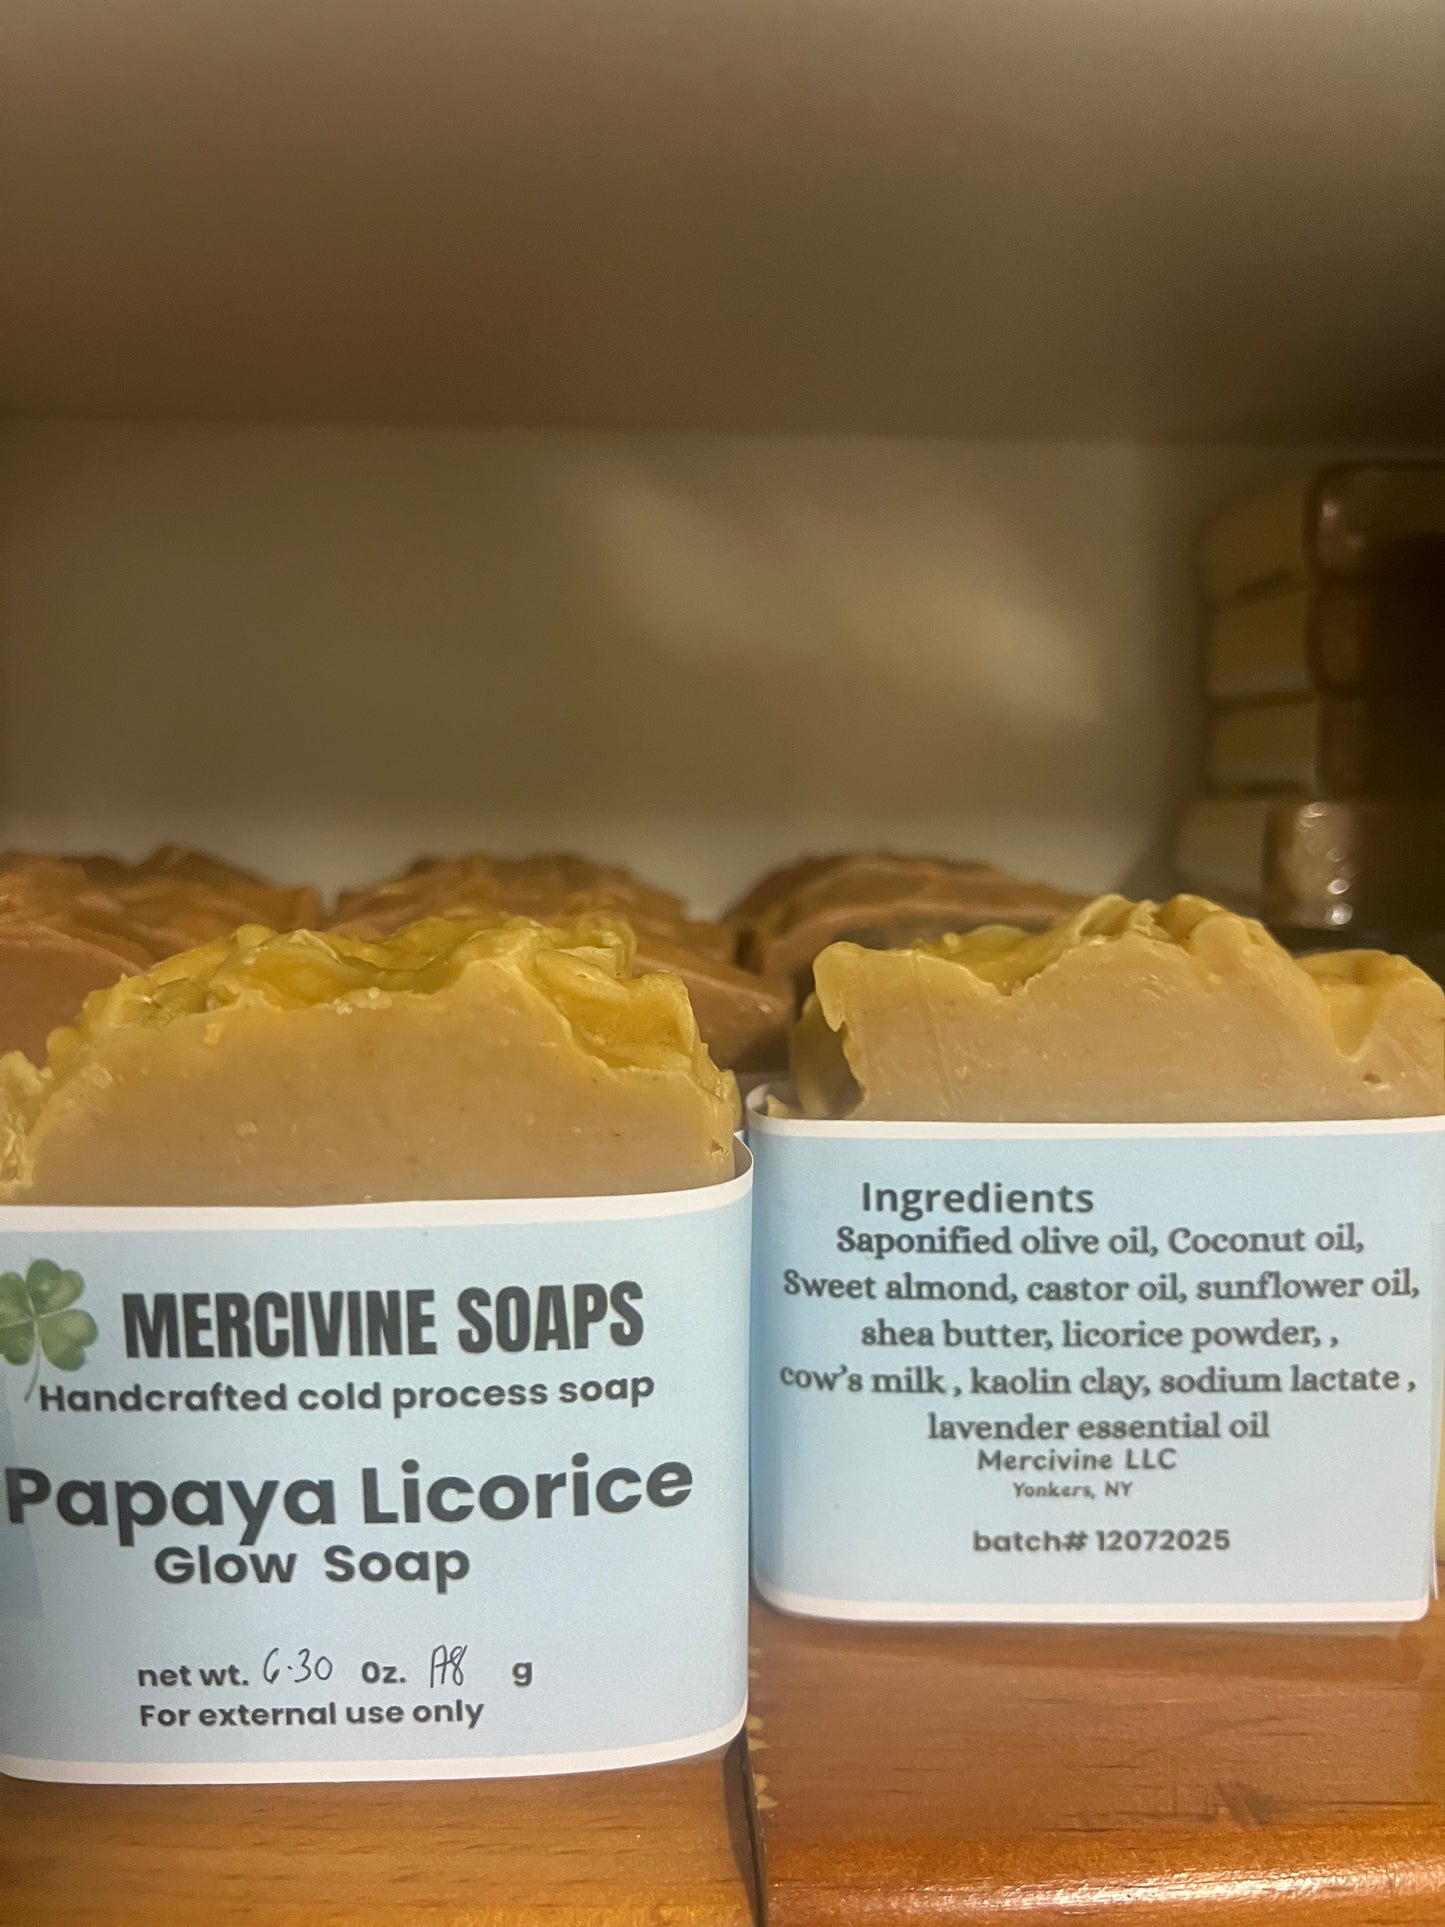 MERCIVINE SOAPS
Handcrafted cold process soap
Papaya Licorice
Glow Soap
net wt. 6.30 Oz. 178 g
For external use only
Ingredients
Saponified olive oil, Coconut oil,
Sweet almond, castor oil, sunflower oil,
shea butter, licorice powder, ,
cow's milk , kaolin clay, sodium lactate ,
lavender essential oil
Mercivine LLC
Yonkers, NY
batch# 12072025